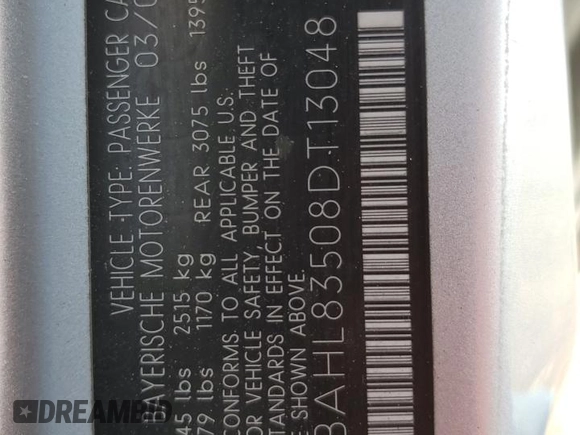 VEHICLE TYPE: PASSENGER CA
BAYERISCHE MOTORENWERKE 03/0
45 lbs 2515 kg
79 lbs 1170 kg REAR 3075 lbs 1395
CONFORMS TO ALL APPLICABLE U.S.
OR VEHICLE SAFETY, BUMPER AND THEFT
STANDARDS IN EFFECT ON THE DATE OF
E SHOWN ABOVE.
BAHL83508DT13048
DREAMBID